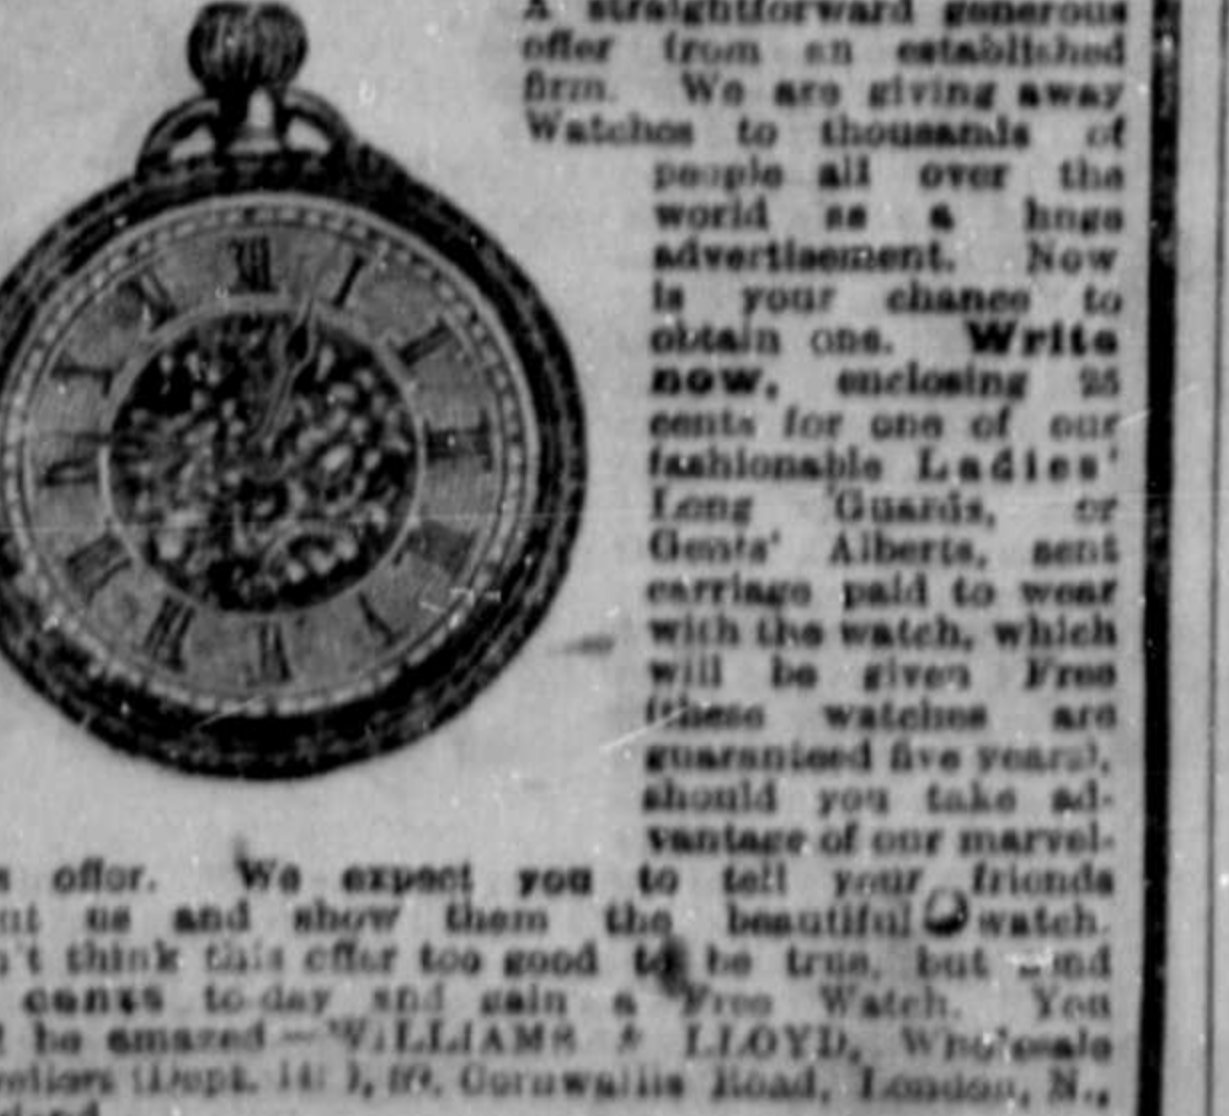 A straightforward generous
offer from an established
firm. We are giving away
Watches to thousands of
people all over the
world as a huge
advertisement. Now
is your chance to
obtain one. Write
now, enclosing 25
cents for one of our
fashionable Ladies'
Long Guards, or
Gents' Alberts, sent
carriage paid to wear
with the watch, which
will be given Free
(these watches are
guaranteed five years),
should you take ad-
vantage of our marvel-
s offer. We expect you to tell your friends
ut us and show them the beautiful watch.
't think this offer too good to be true, but send
cents to-day and gain a Free Watch. You
l be amazed.—WILLIAMS & LLOYD, Wholesale
wellers (Dept. ), 89, Cornwallis Road, London, N.,
XII
I
II
III